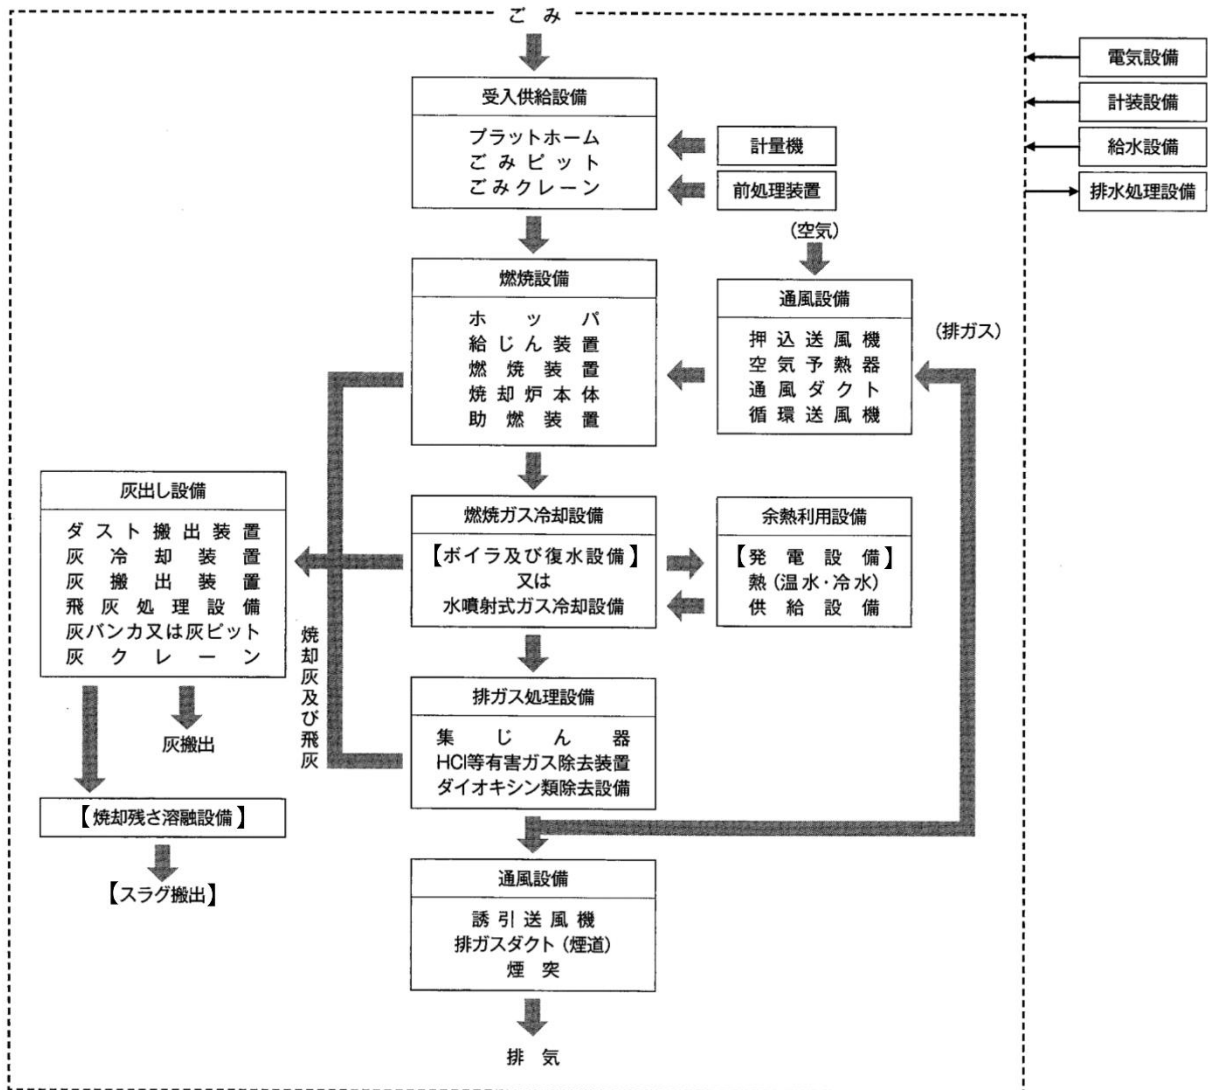 ごみ
受入供給設備
プラットホーム
ごみピット
ごみクレーン
計量機
前処理装置
電気設備
計装設備
給水設備
排水処理設備
(空気)
燃焼設備
ホッパ
給じん装置
燃焼装置
焼却炉本体
助燃装置
通風設備
押込送風機
空気予熱器
通風ダクト
循環送風機
(排ガス)
灰出し設備
ダスト搬出装置
灰冷却装置
灰搬出装置
飛灰処理設備
灰バンカ又は灰ピット
灰クレーン
燃焼ガス冷却設備
【ボイラ及び復水設備】
又は
水噴射式ガス冷却設備
余熱利用設備
【発電設備】
熱(温水・冷水)
供給設備
焼却灰及び飛灰
灰搬出
排ガス処理設備
集じん器
HCl等有害ガス除去装置
ダイオキシン類除去設備
【焼却残さ溶融設備】
【スラグ搬出】
通風設備
誘引送風機
排ガスダクト(煙道)
煙突
排気